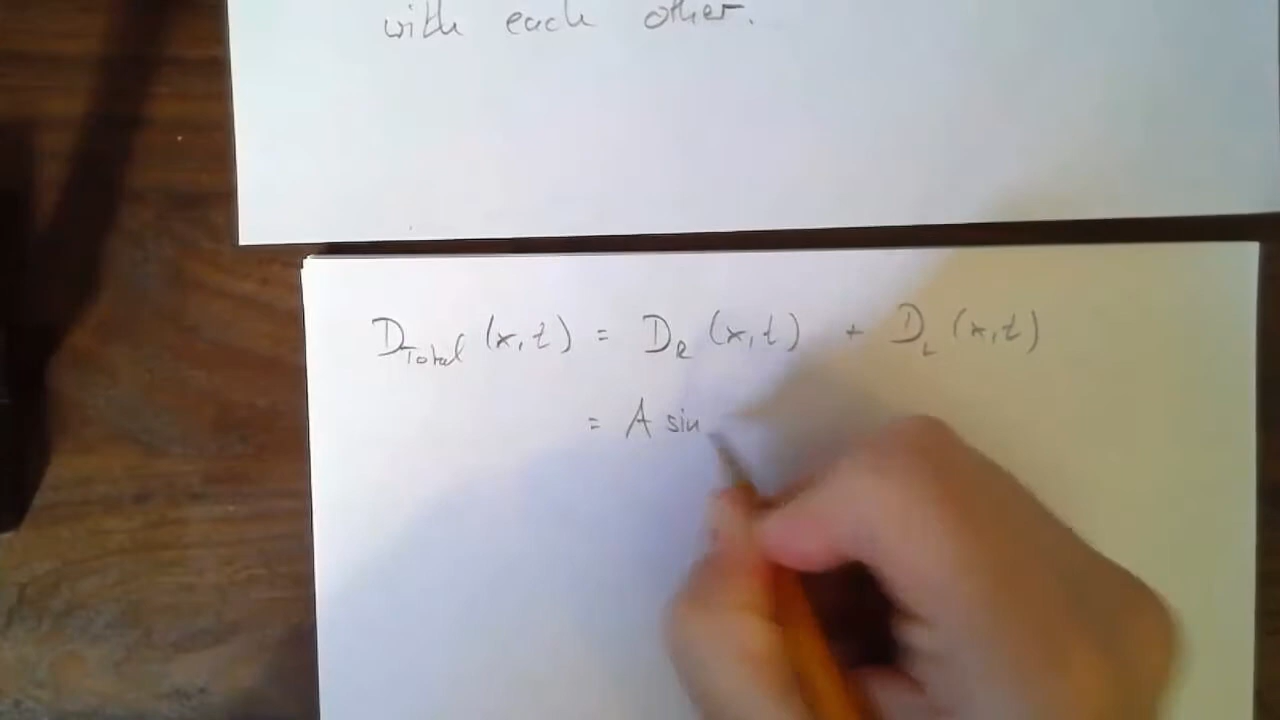 with each other.
D_Total (x,t) = D_R (x,t) + D_L (x,t)
= A sin